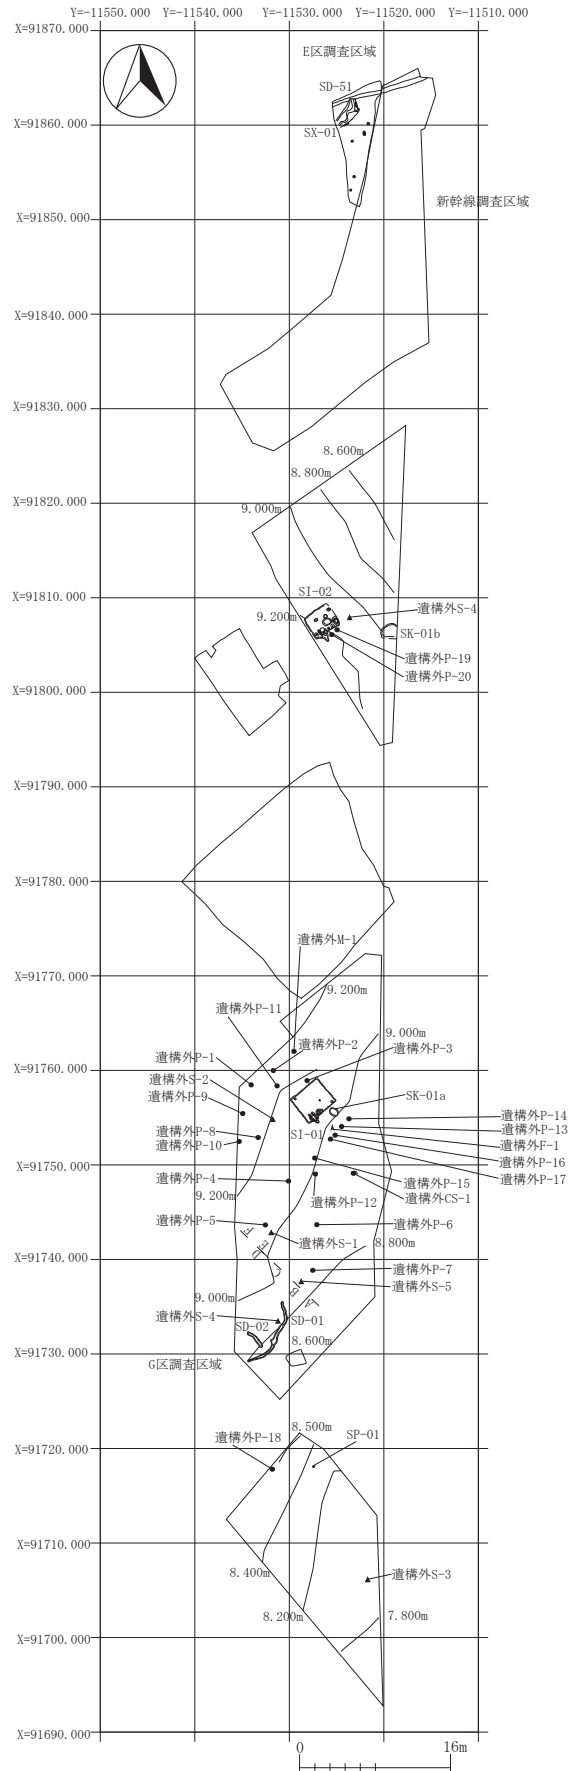 Y=-11550.000 Y=-11540.000 Y=-11530.000 Y=-11520.000 Y=-11510.000
X=91870.000
E区調査区域
SD-51
X=91860.000
SX-01
新幹線調査区域
X=91850.000
X=91840.000
X=91830.000
8.600m
8.800m
X=91820.000
9.000m
SI-02
X=91810.000
遺構外S-4
9.200m
SK-01b
遺構外P-19
遺構外P-20
X=91800.000
X=91790.000
X=91780.000
遺構外M-1
X=91770.000
9.200m
遺構外P-11
9.000m
遺構外P-2
遺構外P-3
遺構外P-1
X=91760.000
遺構外S-2
遺構外P-9
SK-01a
遺構外P-14
遺構外P-13
遺構外P-8
SI-01
遺構外P-10
遺構外F-1
遺構外P-16
X=91750.000
遺構外P-17
遺構外P-4
遺構外P-15
9.200m
遺構外CS-1
遺構外P-12
遺構外P-5
遺構外P-6
F
遺構外S-1
8.800m
E
D
X=91740.000
C
遺構外P-7
B
遺構外S-5
9.000m
A
遺構外S-4
SD-01
SD-02
8.600m
X=91730.000
G区調査区域
8.500m
SP-01
遺構外P-18
X=91720.000
X=91710.000
8.400m
遺構外S-3
8.200m
7.800m
X=91700.000
X=91690.000
0 16m